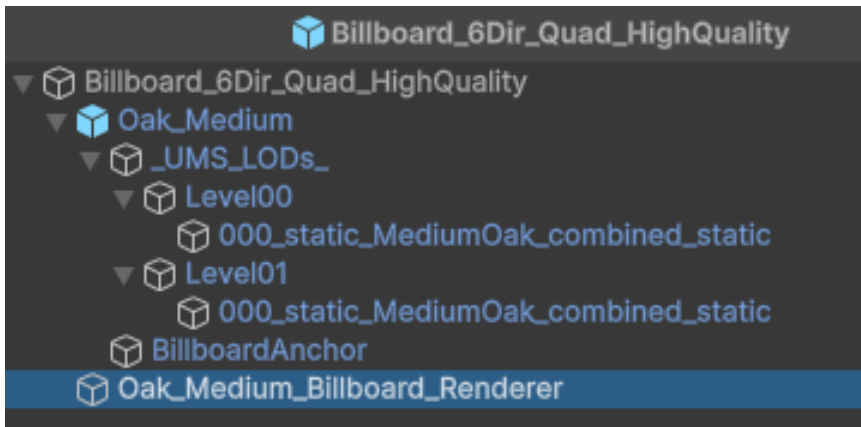 Billboard_6Dir_Quad_HighQuality
Billboard_6Dir_Quad_HighQuality
Oak_Medium
_UMS_LODs_
Level00
000_static_MediumOak_combined_static
Level01
000_static_MediumOak_combined_static
BillboardAnchor
Oak_Medium_Billboard_Renderer